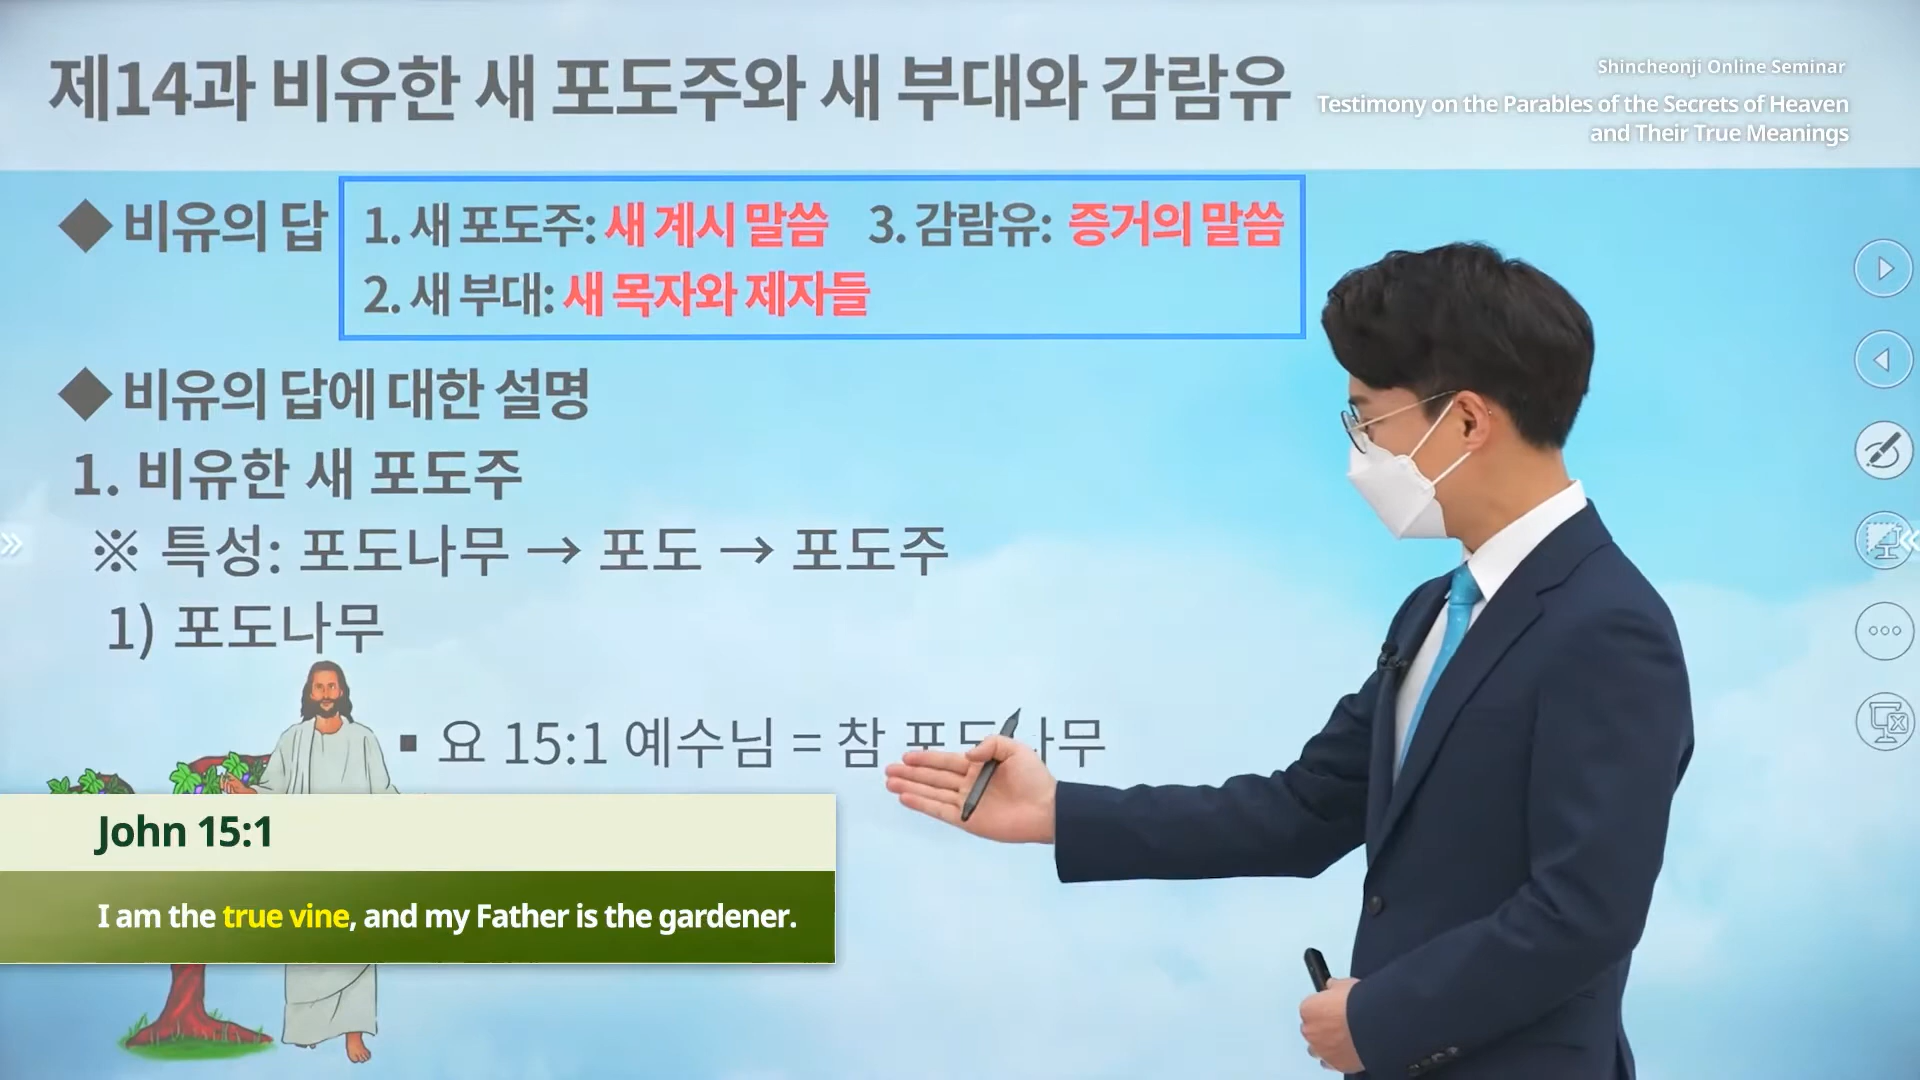 제14과 비유한 새 포도주와 새 부대와 감람유
Shincheonji Online Seminar
Testimony on the Parables of the Secrets of Heaven
and Their True Meanings
◆비유의 답
1. 새 포도주: 새 계시 말씀 3. 감람유: 증거의 말씀
2. 새 부대: 새 목자와 제자들
◆비유의 답에 대한 설명
1. 비유한 새 포도주
※ 특성: 포도나무 → 포도 → 포도주
1) 포도나무
▪ 요 15:1 예수님 = 참 포도나무
John 15:1
I am the true vine, and my Father is the gardener.